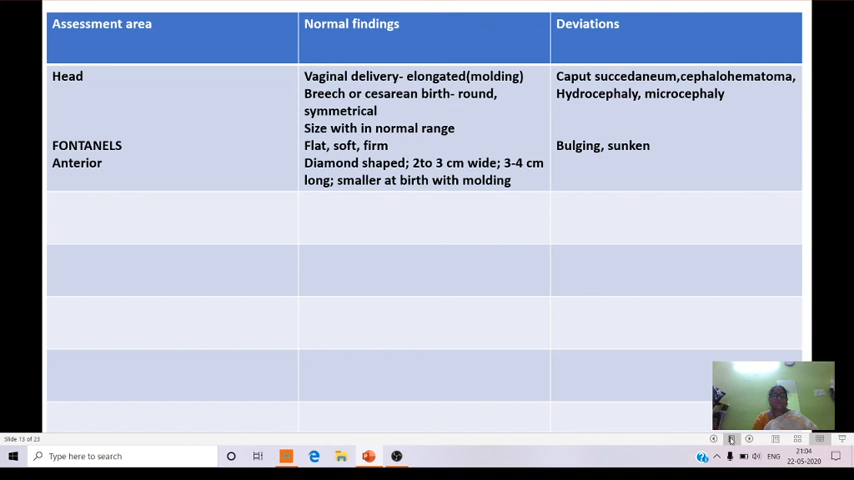 Assessment area
Normal findings
Deviations
Head
Vaginal delivery- elongated(molding)
Breech or cesarean birth- round,
symmetrical
Size with in normal range
Caput succedaneum,cephalohematoma,
Hydrocephaly, microcephaly
FONTANELS
Flat, soft, firm
Bulging, sunken
Anterior
Diamond shaped; 2to 3 cm wide; 3-4 cm
long; smaller at birth with molding
Slide 13 of 23
Type here to search
ENG
21:04
22-05-2020